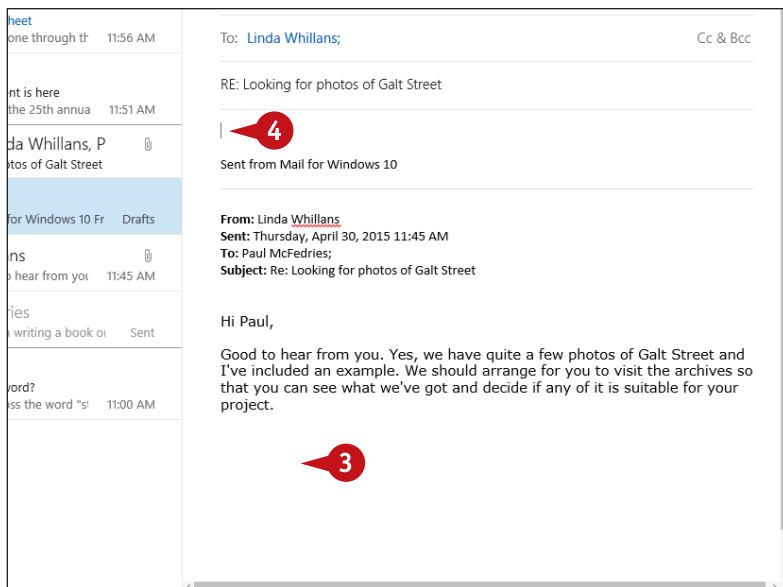 heet
one through th 11:56 AM
ent is here
the 25th annua 11:51 AM
da Whillans, P
otos of Galt Street
for Windows 10 Fr Drafts
ns
o hear from you 11:45 AM
ries
writing a book or Sent
vord?
oss the word "st 11:00 AM
To: Linda Whillans; Cc & Bcc
RE: Looking for photos of Galt Street
4
Sent from Mail for Windows 10
From: Linda Whillans
Sent: Thursday, April 30, 2015 11:45 AM
To: Paul McFedries;
Subject: Re: Looking for photos of Galt Street
Hi Paul,
Good to hear from you. Yes, we have quite a few photos of Galt Street and
I've included an example. We should arrange for you to visit the archives so
that you can see what we've got and decide if any of it is suitable for your
project.
3